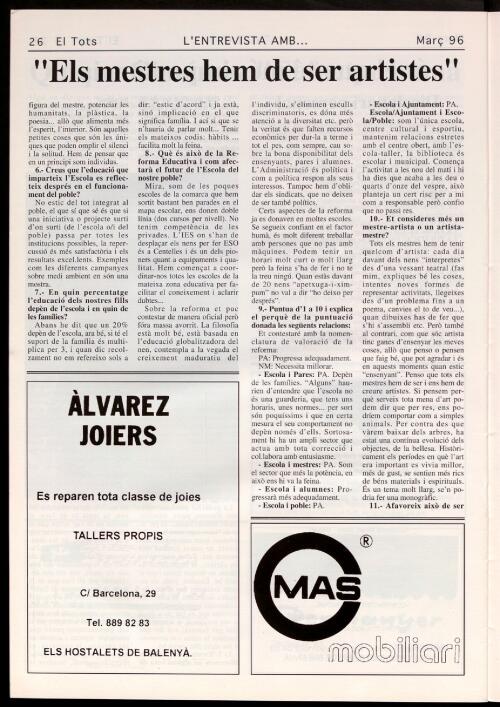 26 El Tots
L'ENTREVISTA AMB...
Març 96
"Els mestres hem de ser artistes"
figura del mestre, potenciar les
humanitats, la plàstica, la
poesia... allò que alimenta més
l'esperit, l'interior. Són aquelles
petites coses que són les úni-
ques que poden omplir el silenci
i la solitud. Hem de pensar que
en un principi som individus.
6.- Creus que l'educació que
imparteix l'Escola es reflec-
teix després en el funciona-
ment del poble?
No estic del tot integrat al
poble, el que sí que sé és que si
una iniciativa o projecte surti
d'on surti (de l'escola o/i del
poble) passa per totes les
institucions possibles, la reper-
cussió és més satisfactòria i els
resultats excel.lents. Exemples
com les diferents campanyes
sobre medi ambient es demo-
stra.
7.- En quin percentatge
l'educació dels nostres fills
depèn de l'escola i en quin de
les famílies?
Abans he dit que un 20%
depèn de l'escola, ara bé, si té el
suport de la família és multi-
plica per 3, i quan dic recol-
zament no em refereixo sols a
dir: "estic d'acord" i ja està,
sinó implicació en el que
significa família. I ací sí que se
n'hauria de parlar molt... Tenir
els mateixos codis: hàbits ...
facilita molt la feina.
8.- Què és això de la Re-
forma Educativa i com afec-
tarà el futur de l'Escola del
nostre poble?
Mira, som de les poques
escoles de la comarca que hem
sortit bastant ben parades en el
mapa escolar, ens donen doble
línia (dos cursos per nivell). No
tenim competència de les
privades. L'IES on s'han de
desplaçar els nens per fer ESO
és a Centelles i és un dels pio-
ners quant a equipaments i qua-
litat. Hem començat a coor-
dinar-nos totes les escoles de la
mateixa zona educativa per fa-
cilitar el coneixement i aclarir
dubtes...
Sobre la reforma et puc
contestar de manera oficial però
fóra massa avorrit. La filosofia
està molt bé, està basada en
l'educació globalitzadora del
nen, contempla a la vegada el
creixement maduratiu de
l'individu, s'eliminen esculls
discriminatoris, es dóna més
atenció a la diversitat etc. però
la veritat és que falten recursos
econòmics per dur-la a terme i
tot el pes, com sempre, cau so-
bre la bona disponibilitat dels
ensenyants, pares i alumnes.
L'Administració és política i
com a política respon als seus
interessos. Tampoc hem d'obli-
dar els sindicats, que no deixen
de ser també polítics.
Certs aspectes de la reforma
ja es donaven en moltes escoles.
Se segueix confiant en el factor
humà, és molt diferent treballar
amb persones que no pas amb
màquines. Podem tenir un
horari molt curt o molt llarg
però la feina s'ha de fer i no te
la treu ningú. Quan estàs davant
de 20 nens "apetxuga-i-xim-
pum" no val a dir "ho deixo per
després".
9.- Puntua d'1 a 10 i explica
el perquè de la puntuació
donada les següents relacions:
Et contestaré amb la nomen-
clatura de valoració de la
reforma:
PA: Progressa adequadament.
NM: Necessita millorar.
- Escola i Pares: PA. Depèn
de les famílies. "Alguns" hau-
rien d'entendre que l'escola no
és una guarderia, que tens uns
horaris, unes normes... per sort
són poquíssims i que en certa
mesura el seu comportament no
depèn només d'ells. Sortosa-
ment hi ha un ampli sector que
actua amb tota correcció i
col.labora amb entusiasme.
- Escola i mestres: PA. Som
el sector que més la potència, en
això ens hi va la feina.
- Escola i alumnes: Pro-
gressarà més adequadament.
- Escola i poble: PA.
- Escola i Ajuntament: PA.
Escola/Ajuntament i Esco-
la/Poble: som l'única escola,
centre cultural i esportiu,
mantenim relacions estretes
amb el centre obert, amb l'es-
cola-taller, la biblioteca és
escolar i municipal. Comença
l'activitat a les nou del matí i hi
ha dies que acaba a les deu o
quarts d'onze del vespre, això
planteja un cert risc per a mi
com a responsable però confio
que no passi res.
10.- Et consideres més un
mestre-artista o un artista-
mestre?
Tots els mestres hem de tenir
quelcom d'artista: cada dia
davant dels nens "interpretes"
des d'una vessant teatral (fas
mim, expliques bé les coses,
intentes noves formes de
representar activitats, llegeixes
des d'un problema fins a un
poema, canvies el to de veu...),
quan dibuixes has de fer que
s'hi s'assembli etc. Però també
al contrari, com que sóc artista
tinc ganes d'ensenyar les meves
coses, allò que penso o pensen
que faig bé, que pot agradar i és
en aquests moments quan estic
"ensenyant". Penso que tots els
mestres hem de ser i ens hem de
creure artistes. Si pensem per-
què serveix tota menа d'art po-
dem dir que per res, ens po-
dríem comportar com a simples
animals. Per contra des que
vàrem baixar dels arbres, ha
estat una contínua evolució dels
objectes, de la bellesa. Històri-
cament els períodes en què l'art
era important es vivia millor,
més de gust, se sentien més rics
de béns materials i espirituals.
És un tema molt llarg, se'n po-
dria fer una monogràfic.
11.- Afavoreix això de ser
ÀLVAREZ
JOIERS
Es reparen tota classe de joies
TALLERS PROPIS
C/ Barcelona, 29
Tel. 889 82 83
ELS HOSTALETS DE BALENYÀ.
®
MAS
mobiliari